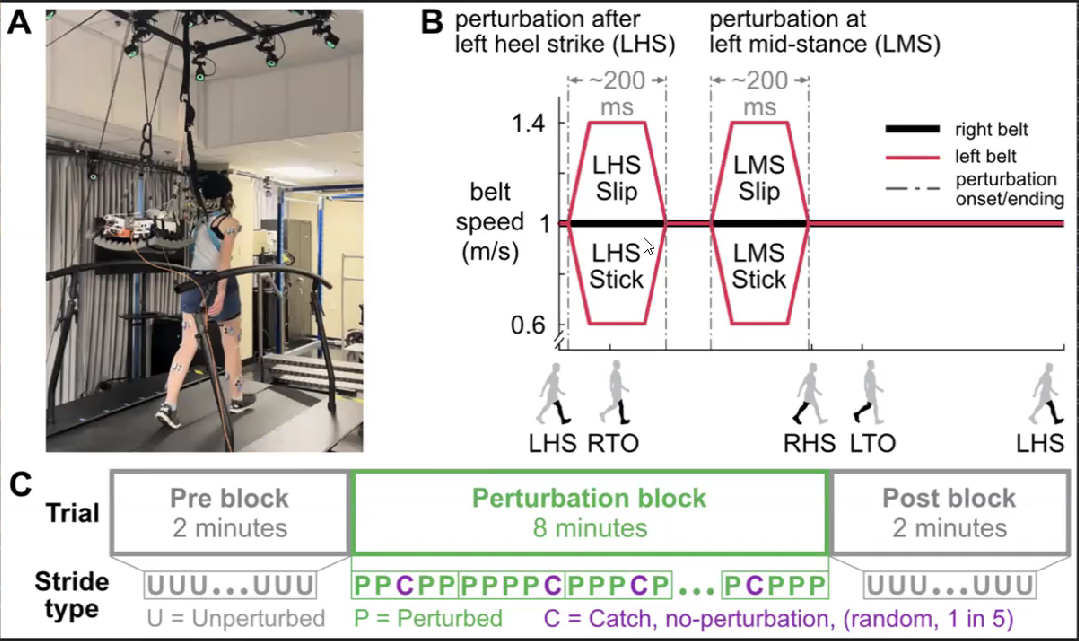 A
B
perturbation after
left heel strike (LHS)
perturbation at
left mid-stance (LMS)
~200
ms
~200
ms
1.4
1
0.6
belt
speed
(m/s)
LHS
Slip
LMS
Slip
LHS
Stick
LMS
Stick
right belt
left belt
perturbation
onset/ending
LHS RTO RHS LTO LHS
C
Trial
Pre block
2 minutes
Perturbation block
8 minutes
Post block
2 minutes
Stride
type
UUU...UUU
PPCPP PPPPC PPPCP ... PCPPP
UUU...UUU
U = Unperturbed
P = Perturbed
C = Catch, no-perturbation, (random, 1 in 5)